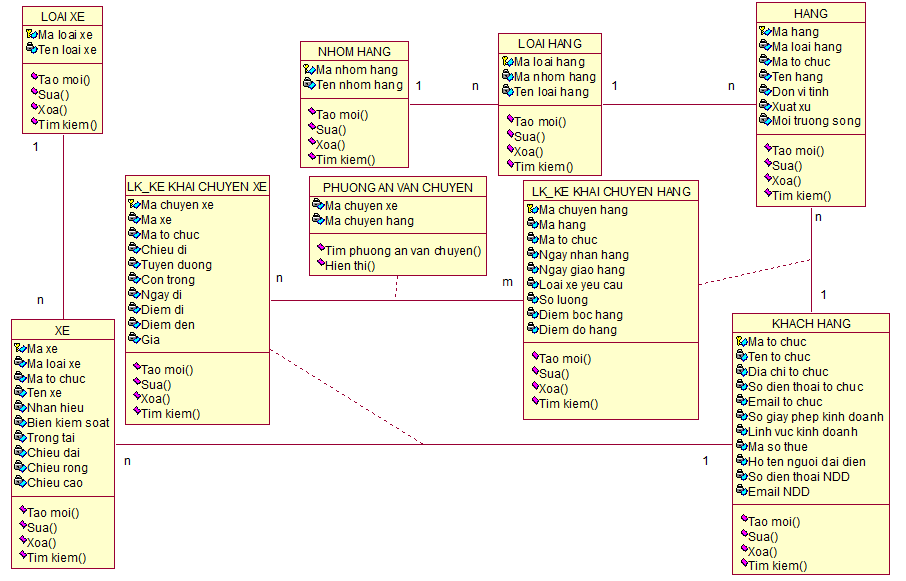 LOAI XE
Ma loai xe
Ten loai xe
Tao moi()
Sua()
Xoa()
Tim kiem()
1
n
NHOM HANG
Ma nhom hang
Ten nhom hang
Tao moi()
Sua()
Xoa()
Tim kiem()
1
n
LOAI HANG
Ma loai hang
Ma nhom hang
Ten loai hang
Tao moi()
Sua()
Xoa()
Tim kiem()
1
n
HANG
Ma hang
Ma loai hang
Ma to chuc
Ten hang
Don vi tinh
Xuat xu
Moi truong song
Tao moi()
Sua()
Xoa()
Tim kiem()
n
1
LK_KE KHAI CHUYEN XE
Ma chuyen xe
Ma xe
Ma to chuc
Chieu di
Tuyen duong
Con trong
Ngay di
Diem di
Diem den
Gia
Tao moi()
Sua()
Xoa()
Tim kiem()
n
m
PHUONG AN VAN CHUYEN
Ma chuyen xe
Ma chuyen hang
Tim phuong an van chuyen()
Hien thi()
LK_KE KHAI CHUYEN HANG
Ma chuyen hang
Ma hang
Ma to chuc
Ngay nhan hang
Ngay giao hang
Loai xe yeu cau
So luong
Diem boc hang
Diem do hang
Tao moi()
Sua()
Xoa()
Tim kiem()
XE
Ma xe
Ma loai xe
Ma to chuc
Ten xe
Nhan hieu
Bien kiem soat
Trong tai
Chieu dai
Chieu rong
Chieu cao
Tao moi()
Sua()
Xoa()
Tim kiem()
n
1
KHACH HANG
Ma to chuc
Ten to chuc
Dia chi to chuc
So dien thoai to chuc
Email to chuc
So giay phep kinh doanh
Linh vuc kinh doanh
Ma so thue
Ho ten nguoi dai dien
So dien thoai NDD
Email NDD
Tao moi()
Sua()
Xoa()
Tim kiem()